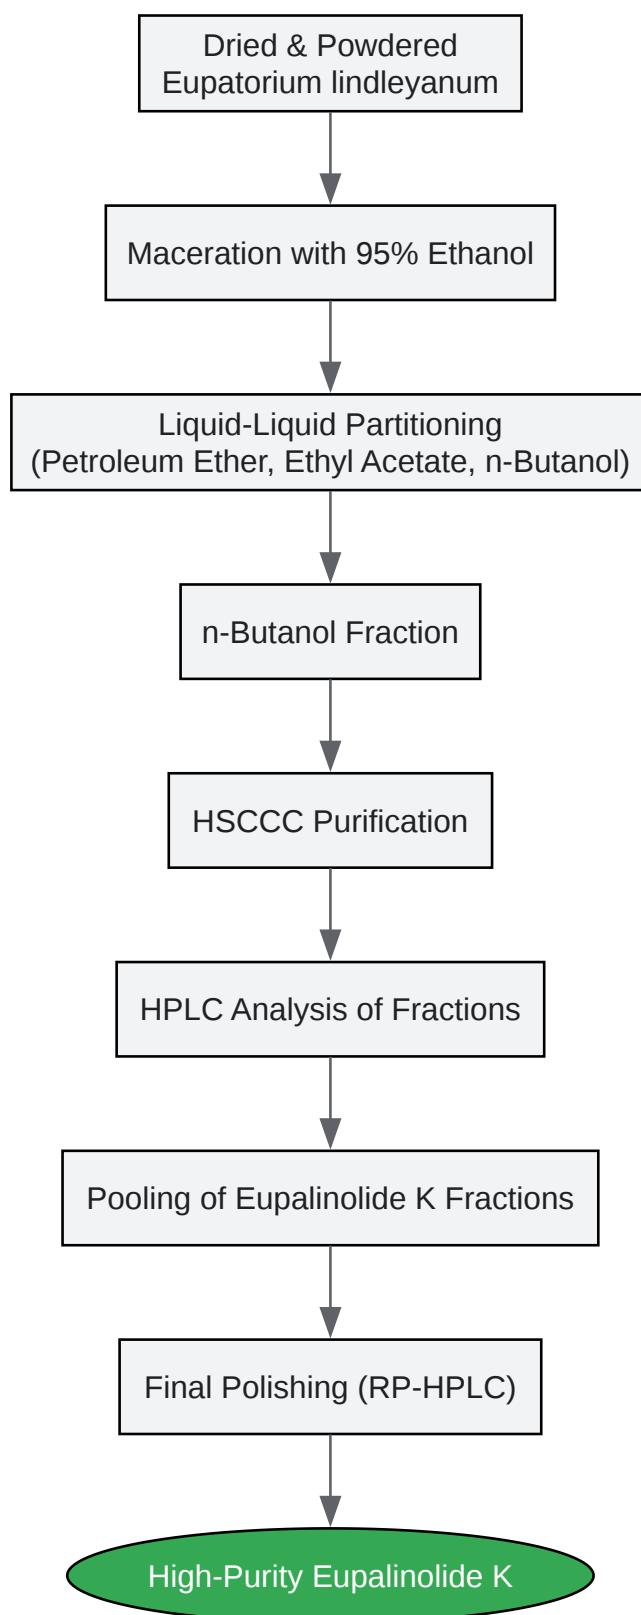 Dried & Powdered
Eupatorium lindleyanum
Maceration with 95% Ethanol
Liquid-Liquid Partitioning
(Petroleum Ether, Ethyl Acetate, n-Butanol)
n-Butanol Fraction
HSCCC Purification
HPLC Analysis of Fractions
Pooling of Eupalinolide K Fractions
Final Polishing (RP-HPLC)
High-Purity Eupalinolide K